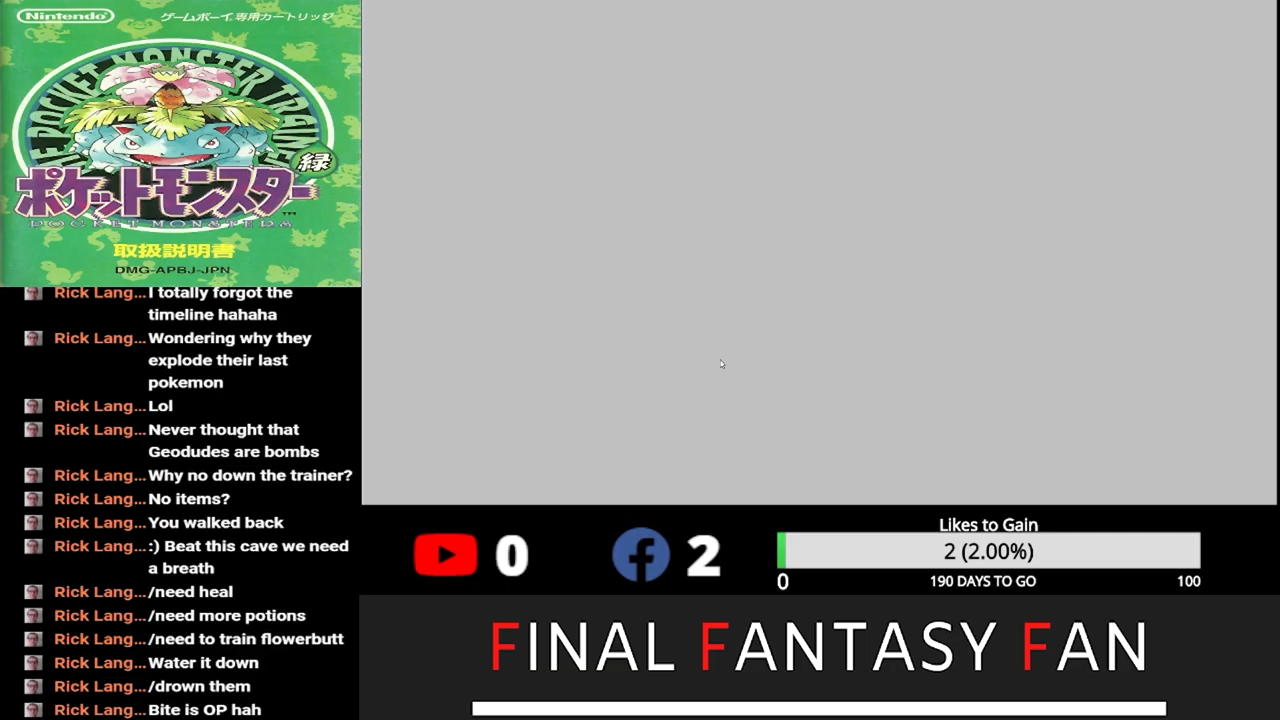 Nintendo
ゲームボーイ専用カートリッジ
THE POCKET MONSTER TRAINER
緑
ポケットモンスター
TM
POCKET MONSTERS
取扱説明書
DMG-APBJ-JPN
Rick Lang... I totally forgot the
timeline hahaha
Rick Lang... Wondering why they
explode their last
pokemon
Rick Lang... Lol
Rick Lang... Never thought that
Geodudes are bombs
Rick Lang... Why no down the trainer?
Rick Lang... No items?
Rick Lang... You walked back
Rick Lang... :) Beat this cave we need
a breath
Rick Lang... /need heal
Rick Lang... /need more potions
Rick Lang... /need to train flowerbutt
Rick Lang... Water it down
Rick Lang... /drown them
Rick Lang... Bite is OP hah
0
2
Likes to Gain
2 (2.00%)
0 190 DAYS TO GO 100
FINAL FANTASY FAN